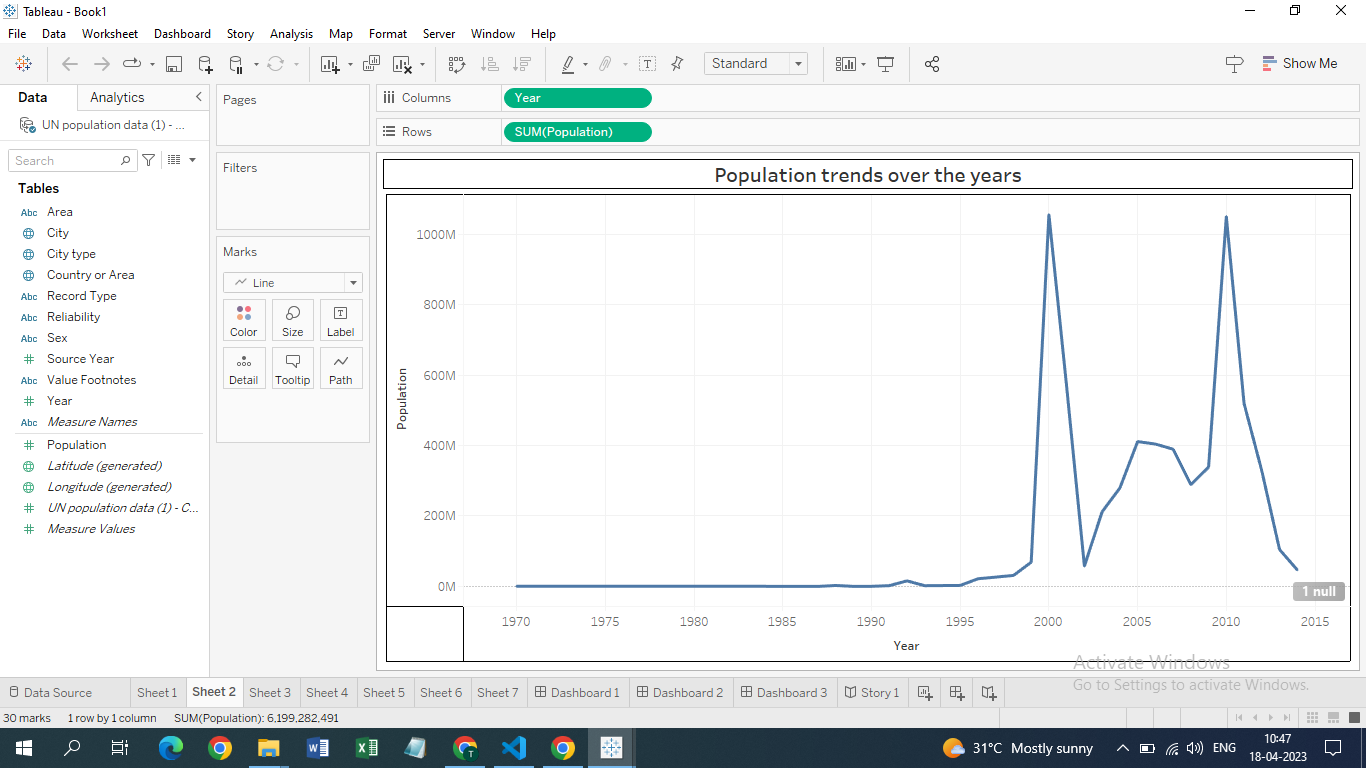 Tableau - Book1
File Data Worksheet Dashboard Story Analysis Map Format Server Window Help
Standard
Show Me
Data Analytics
UN population data (1) - ...
Search
Tables
Abc Area
City
City type
Country or Area
Abc Record Type
Abc Reliability
Abc Sex
Source Year
Abc Value Footnotes
Year
Abc Measure Names
Population
Latitude (generated)
Longitude (generated)
UN population data (1) - C...
Measure Values
Pages
Filters
Marks
Line
Color Size Label
Detail Tooltip Path
Columns Year
Rows SUM(Population)
Population trends over the years
Population
1000M
800M
600M
400M
200M
0M
1 null
1970 1975 1980 1985 1990 1995 2000 2005 2010 2015
Year
Activate Windows
Go to Settings to activate Windows.
Data Source Sheet 1 Sheet 2 Sheet 3 Sheet 4 Sheet 5 Sheet 6 Sheet 7 Dashboard 1 Dashboard 2 Dashboard 3 Story 1
30 marks 1 row by 1 column SUM(Population): 6,199,282,491
31°C Mostly sunny ENG 10:47
18-04-2023